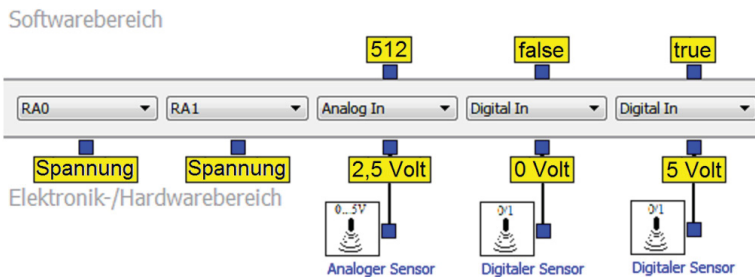 Softwarebereich
512 false true
RA0 RA1 Analog In Digital In Digital In
Spannung Spannung 2,5 Volt 0 Volt 5 Volt
Elektronik-/Hardwarebereich
0...5V 0/1 0/1
Analoger Sensor Digitaler Sensor Digitaler Sensor